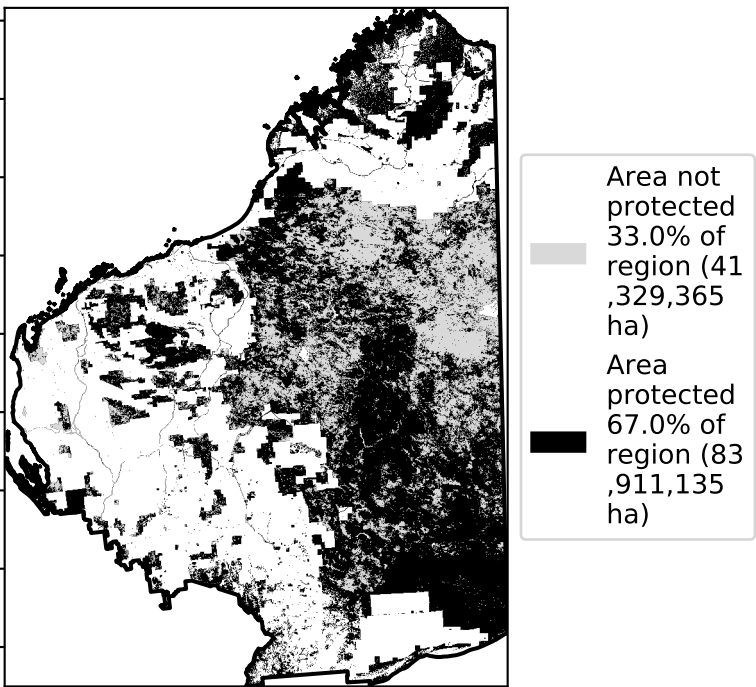 Area not
protected
33.0% of
region (41
,329,365
ha)
Area
protected
67.0% of
region (83
,911,135
ha)